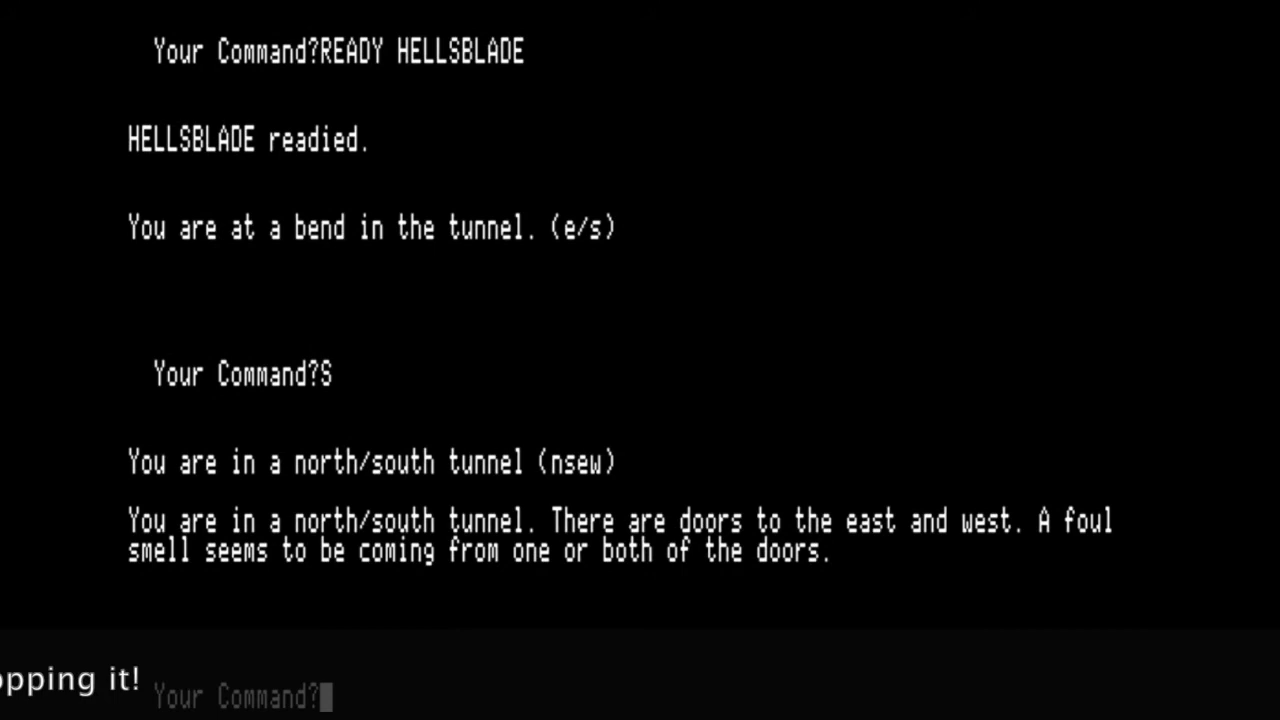 Your Command?READY HELLSBLADE
HELLSBLADE readied.
You are at a bend in the tunnel. (e/s)
Your Command?S
You are in a north/south tunnel (nsew)
You are in a north/south tunnel. There are doors to the east and west. A foul
smell seems to be coming from one or both of the doors.
it!
Your Command?